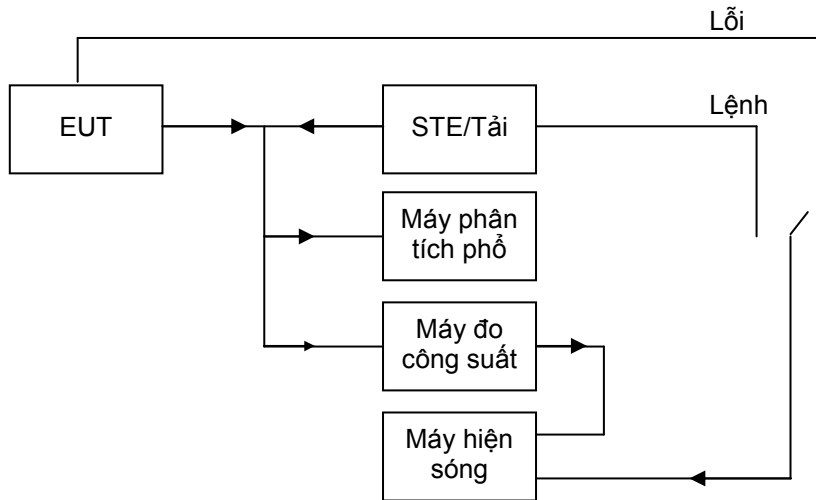 Lỗi
EUT
STE/Tải
Lệnh
Máy phân
tích phổ
Máy đo
công suất
Máy hiện
sóng